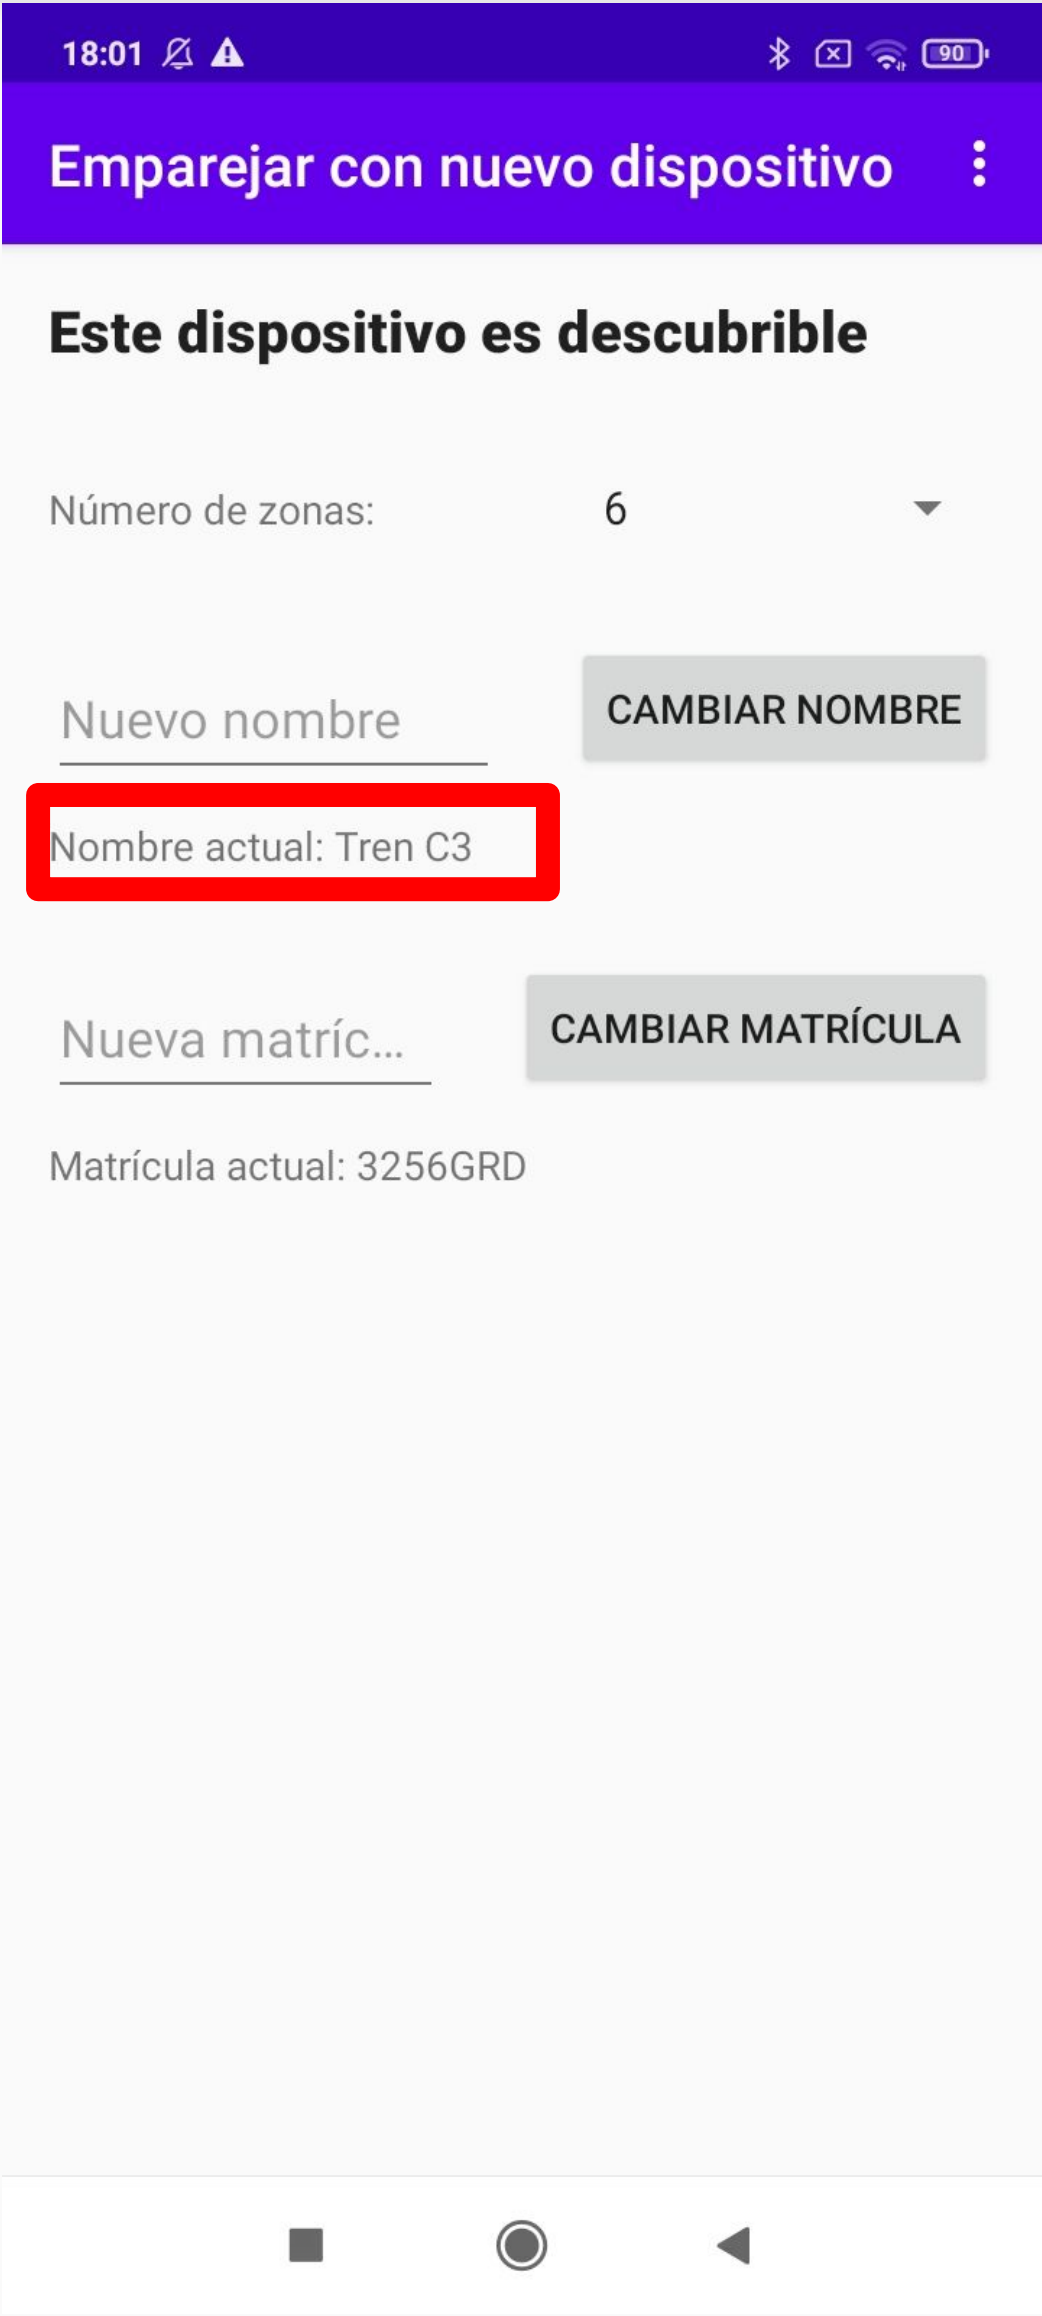 18:01
90
Emparejar con nuevo dispositivo
Este dispositivo es descubrible
Número de zonas: 6
Nuevo nombre CAMBIAR NOMBRE
Nombre actual: Tren C3
Nueva matríc... CAMBIAR MATRÍCULA
Matrícula actual: 3256GRD